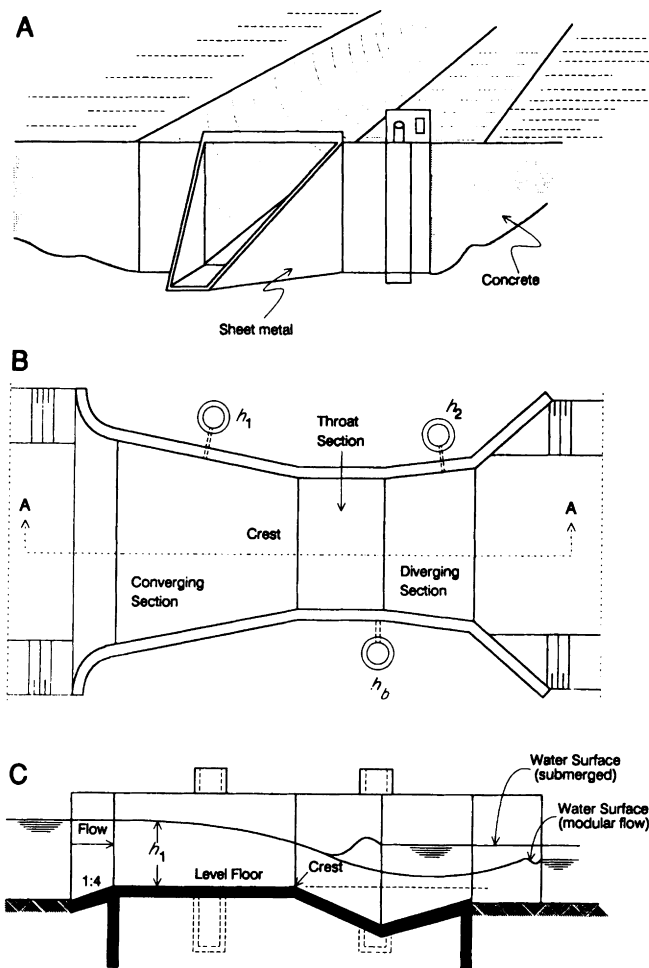 A
Concrete
Sheet metal
B
h1
Throat
Section
h2
A
A
Crest
Converging
Section
Diverging
Section
hb
C
Water Surface
(submerged)
Water Surface
(modular flow)
Flow
h1
Level Floor
Crest
1:4